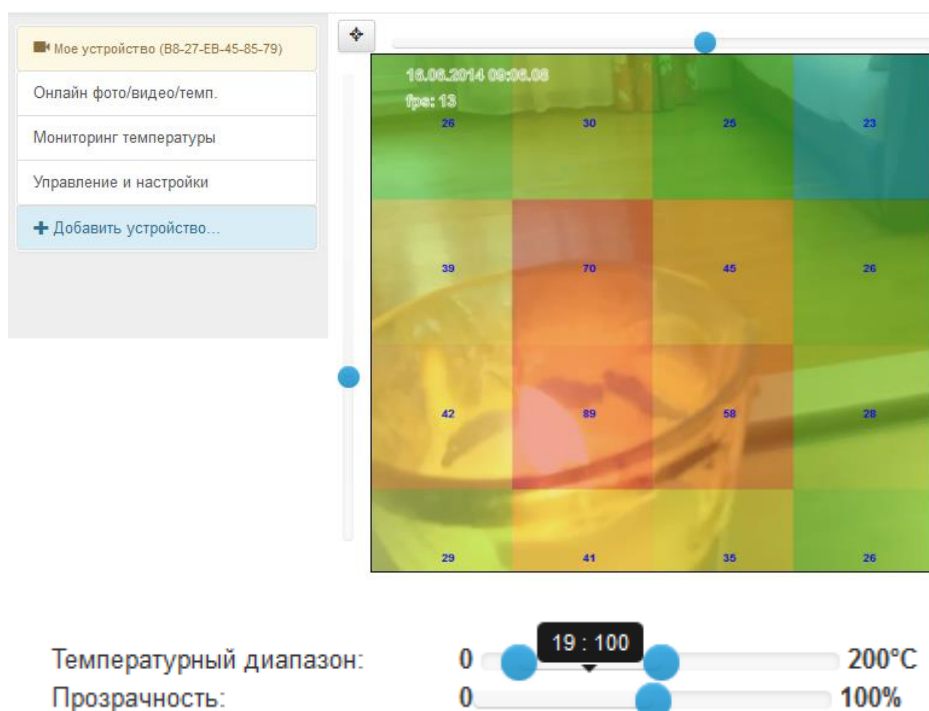 Мое устройство (B8-27-EB-45-85-79)
Онлайн фото/видео/темп.
Мониторинг температуры
Управление и настройки
Добавить устройство...
16.06.2014 09:06.08
fps: 13
26 30 25 23
39 70 45 26
42 89 58 28
29 41 35 26
19 : 100
Температурный диапазон: 0 200°C
Прозрачность: 0 100%